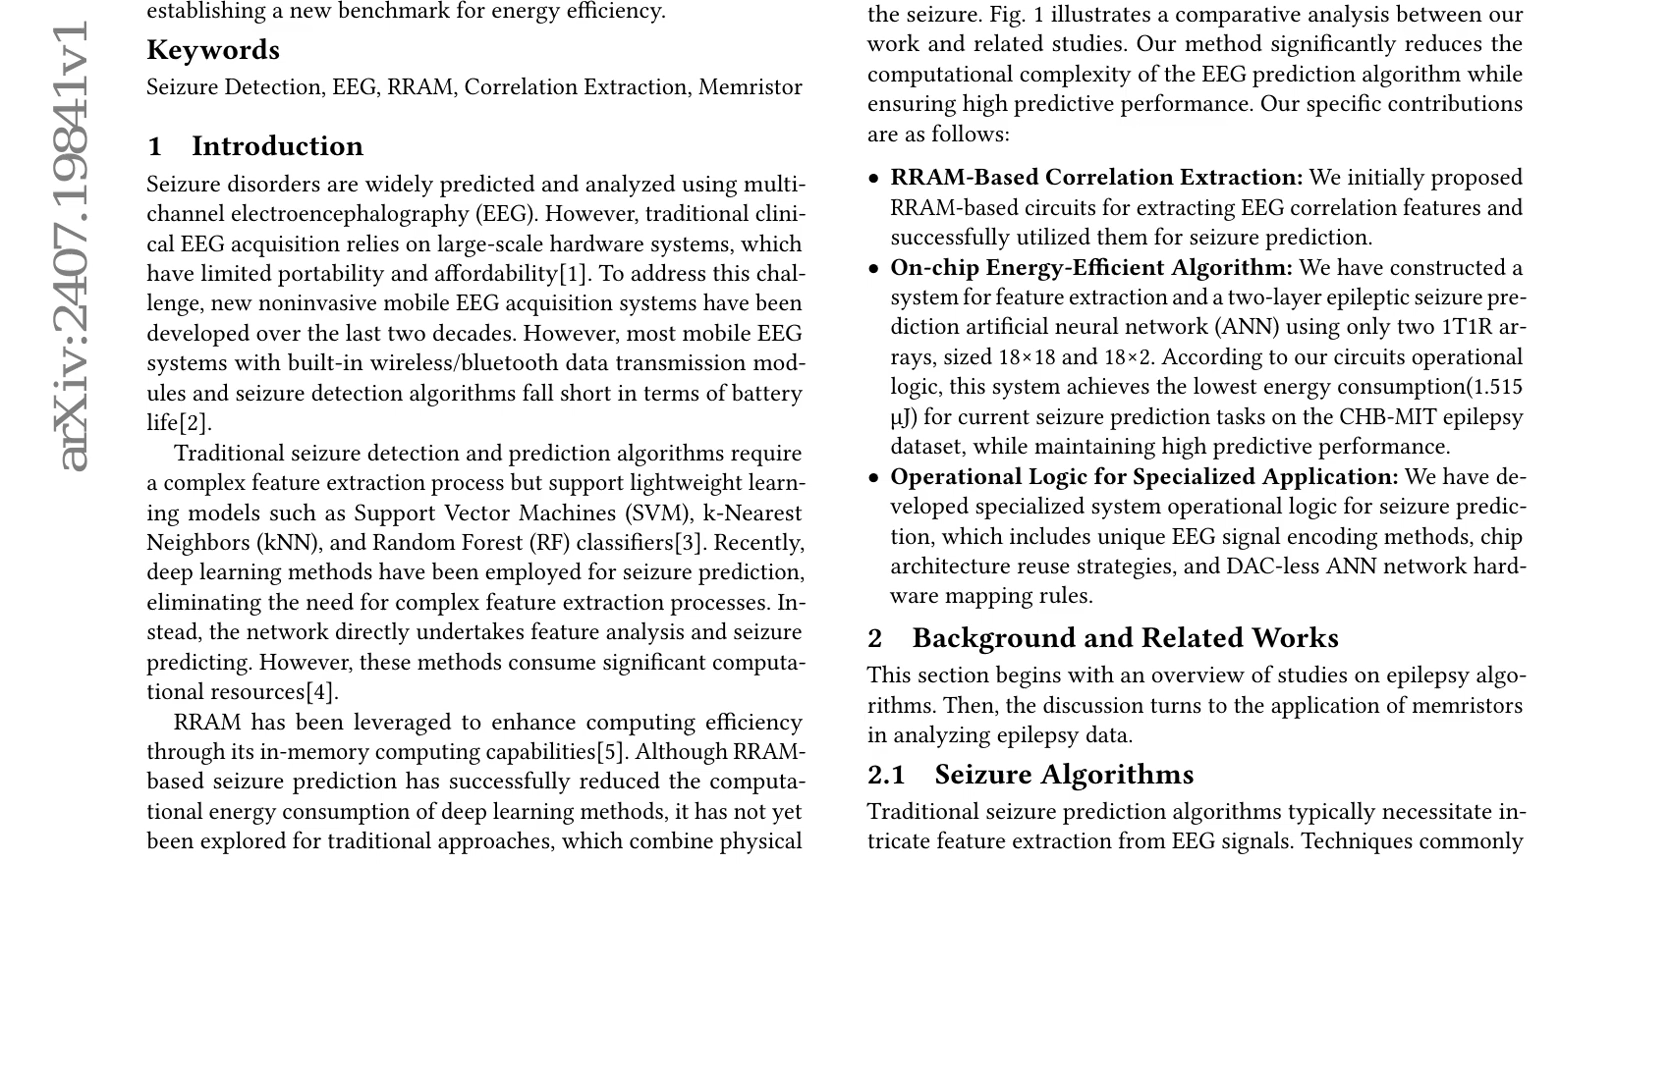 arXiv:2407.19841v1
establishing a new benchmark for energy efficiency.
Keywords
Seizure Detection, EEG, RRAM, Correlation Extraction, Memristor
1 Introduction
Seizure disorders are widely predicted and analyzed using multi-
channel electroencephalography (EEG). However, traditional clini-
cal EEG acquisition relies on large-scale hardware systems, which
have limited portability and affordability[1]. To address this chal-
lenge, new noninvasive mobile EEG acquisition systems have been
developed over the last two decades. However, most mobile EEG
systems with built-in wireless/bluetooth data transmission mod-
ules and seizure detection algorithms fall short in terms of battery
life[2].
Traditional seizure detection and prediction algorithms require
a complex feature extraction process but support lightweight learn-
ing models such as Support Vector Machines (SVM), k-Nearest
Neighbors (kNN), and Random Forest (RF) classifiers[3]. Recently,
deep learning methods have been employed for seizure prediction,
eliminating the need for complex feature extraction processes. In-
stead, the network directly undertakes feature analysis and seizure
predicting. However, these methods consume significant computa-
tional resources[4].
RRAM has been leveraged to enhance computing efficiency
through its in-memory computing capabilities[5]. Although RRAM-
based seizure prediction has successfully reduced the computa-
tional energy consumption of deep learning methods, it has not yet
been explored for traditional approaches, which combine physical
the seizure. Fig. 1 illustrates a comparative analysis between our
work and related studies. Our method significantly reduces the
computational complexity of the EEG prediction algorithm while
ensuring high predictive performance. Our specific contributions
are as follows:
• RRAM-Based Correlation Extraction: We initially proposed
RRAM-based circuits for extracting EEG correlation features and
successfully utilized them for seizure prediction.
• On-chip Energy-Efficient Algorithm: We have constructed a
system for feature extraction and a two-layer epileptic seizure pre-
diction artificial neural network (ANN) using only two 1T1R ar-
rays, sized 18×18 and 18×2. According to our circuits operational
logic, this system achieves the lowest energy consumption(1.515
μJ) for current seizure prediction tasks on the CHB-MIT epilepsy
dataset, while maintaining high predictive performance.
• Operational Logic for Specialized Application: We have de-
veloped specialized system operational logic for seizure predic-
tion, which includes unique EEG signal encoding methods, chip
architecture reuse strategies, and DAC-less ANN network hard-
ware mapping rules.
2 Background and Related Works
This section begins with an overview of studies on epilepsy algo-
rithms. Then, the discussion turns to the application of memristors
in analyzing epilepsy data.
2.1 Seizure Algorithms
Traditional seizure prediction algorithms typically necessitate in-
tricate feature extraction from EEG signals. Techniques commonly